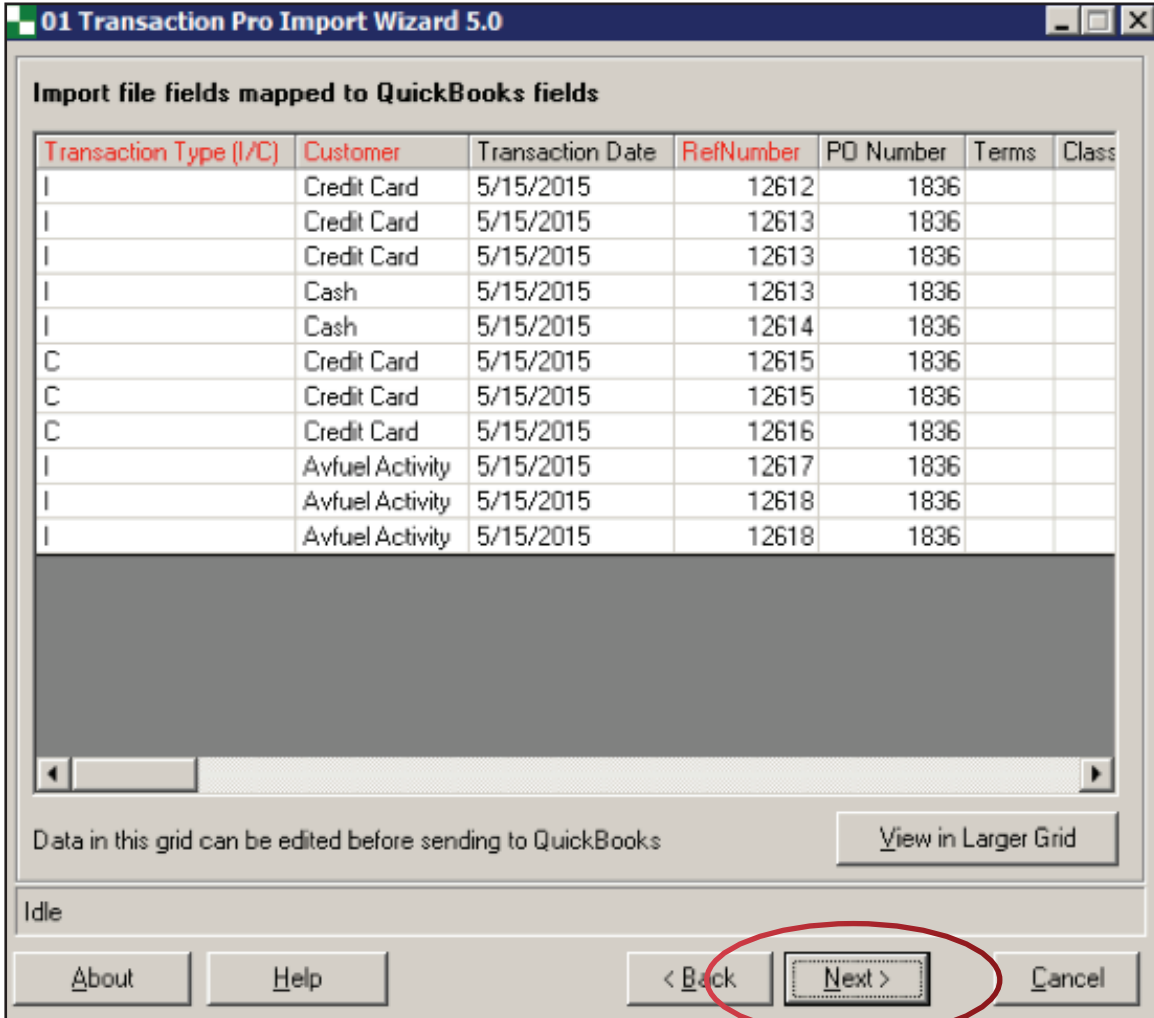 01 Transaction Pro Import Wizard 5.0
Import file fields mapped to QuickBooks fields
Transaction Type (I/C) Customer Transaction Date RefNumber PO Number Terms Class
I Credit Card 5/15/2015 12612 1836
I Credit Card 5/15/2015 12613 1836
I Credit Card 5/15/2015 12613 1836
I Cash 5/15/2015 12613 1836
I Cash 5/15/2015 12614 1836
C Credit Card 5/15/2015 12615 1836
C Credit Card 5/15/2015 12615 1836
C Credit Card 5/15/2015 12616 1836
I Avfuel Activity 5/15/2015 12617 1836
I Avfuel Activity 5/15/2015 12618 1836
I Avfuel Activity 5/15/2015 12618 1836
Data in this grid can be edited before sending to QuickBooks View in Larger Grid
Idle
About Help < Back Next > Cancel